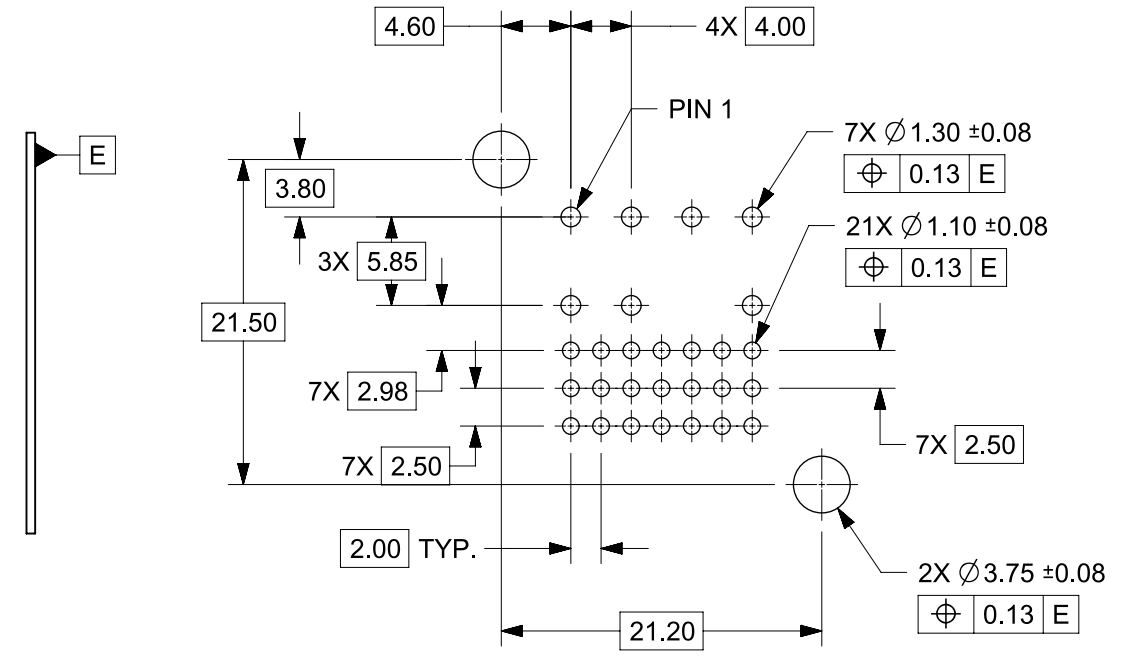 4.60
4X 4.00
PIN 1
E
7X ∅1.30 ±0.08
⌖ 0.13 E
3.80
21X ∅1.10 ±0.08
⌖ 0.13 E
3X 5.85
21.50
7X 2.98
7X 2.50
7X 2.50
2.00 TYP.
2X ∅3.75 ±0.08
⌖ 0.13 E
21.20